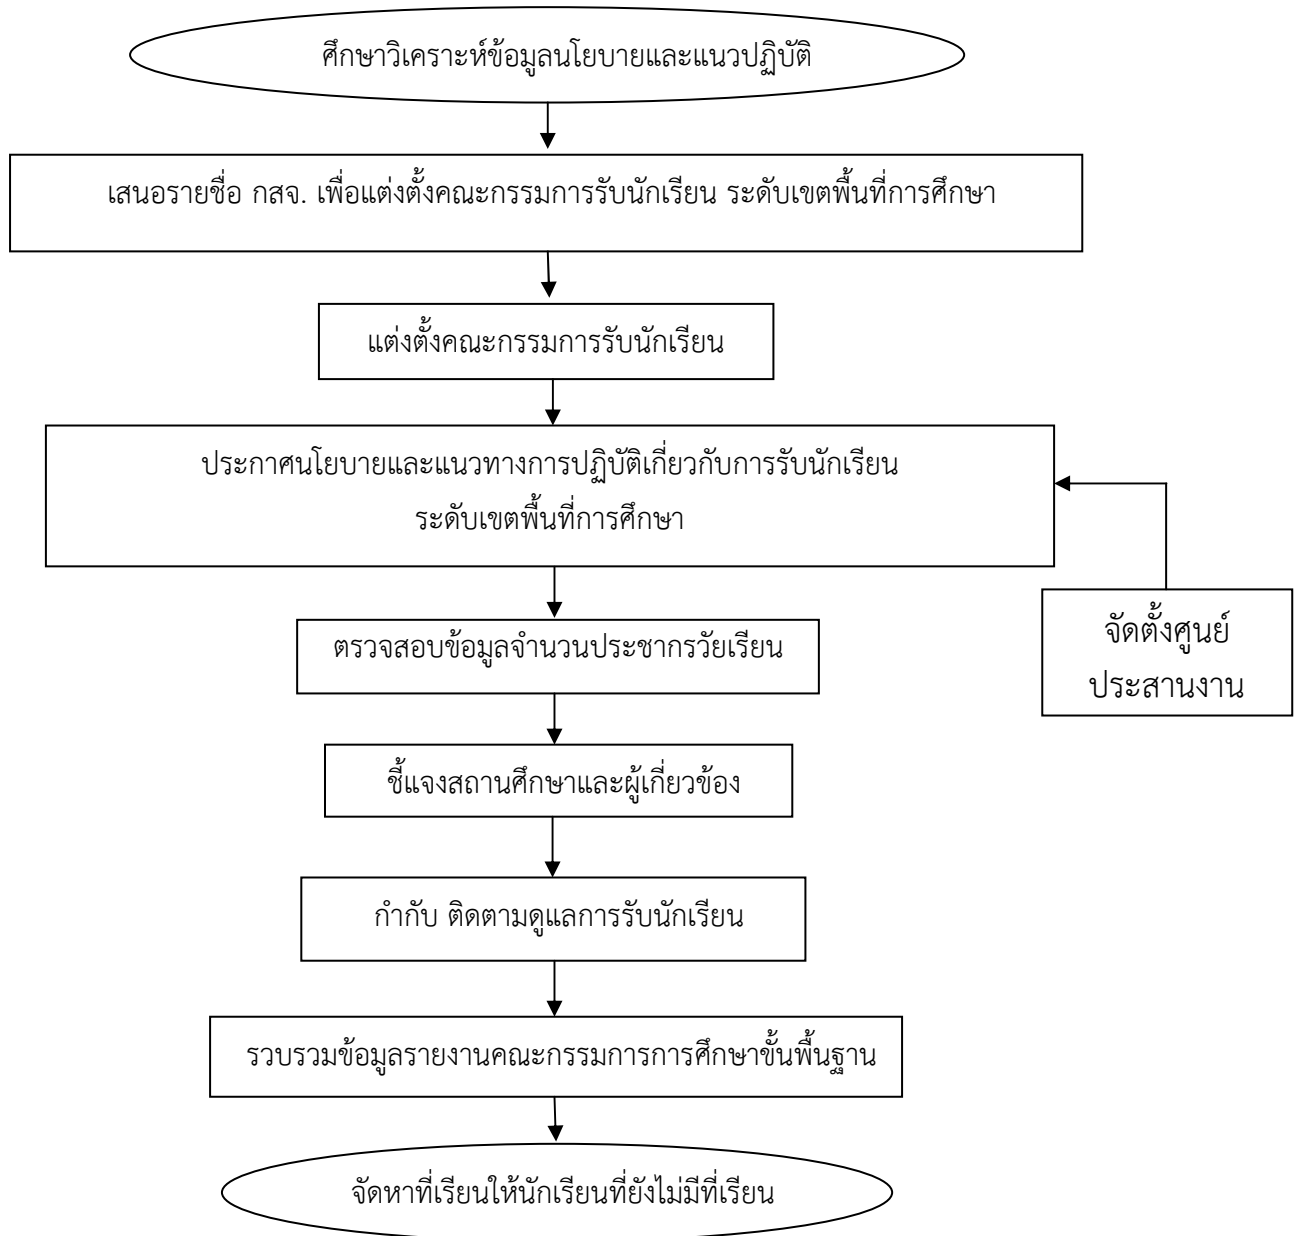 ศึกษาวิเคราะห์ข้อมูลนโยบายและแนวปฏิบัติ
เสนอรายชื่อ กสจ. เพื่อแต่งตั้งคณะกรรมการรับนักเรียน ระดับเขตพื้นที่การศึกษา
แต่งตั้งคณะกรรมการรับนักเรียน
ประกาศนโยบายและแนวทางการปฏิบัติเกี่ยวกับการรับนักเรียน
ระดับเขตพื้นที่การศึกษา
จัดตั้งศูนย์
ประสานงาน
ตรวจสอบข้อมูลจำนวนประชากรวัยเรียน
ชี้แจงสถานศึกษาและผู้เกี่ยวข้อง
กำกับ ติดตามดูแลการรับนักเรียน
รวบรวมข้อมูลรายงานคณะกรรมการการศึกษาขั้นพื้นฐาน
จัดหาที่เรียนให้นักเรียนที่ยังไม่มีที่เรียน